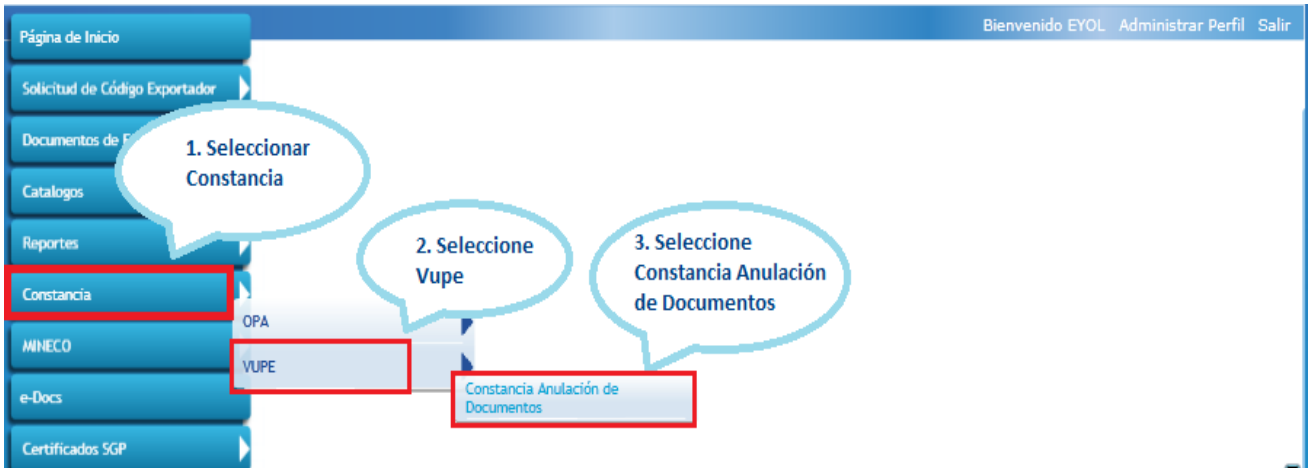 Bienvenido EYOL Administrar Perfil Salir
Página de Inicio
Solicitud de Código Exportador
Documentos de
Catalogos
Reportes
Constancia
MINECO
e-Docs
Certificados SGP
1. Seleccionar
Constancia
2. Seleccione
Vupe
3. Seleccione
Constancia Anulación
de Documentos
OPA
VUPE
Constancia Anulación de
Documentos